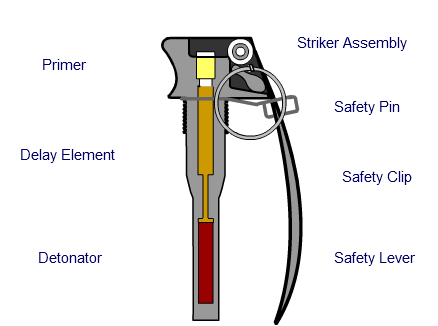 Striker Assembly
Primer
Safety Pin
Delay Element
Safety Clip
Detonator
Safety Lever